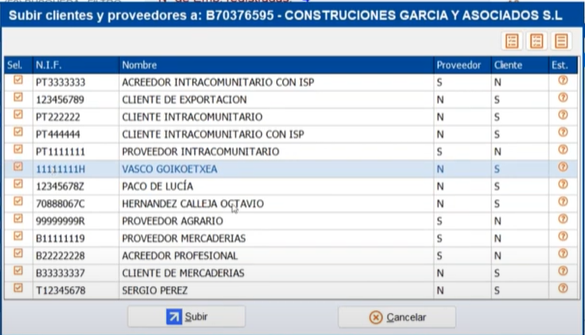 Subir clientes y proveedores a: B70376595 - CONSTRUCIONES GARCIA Y ASOCIADOS S.L
Sel. N.I.F. Nombre Proveedor Cliente Est.
PT3333333 ACREEDOR INTRACOMUNITARIO CON ISP S N
123456789 CLIENTE DE EXPORTACION N S
PT222222 CLIENTE INTRACOMUNITARIO N S
PT444444 CLIENTE INTRACOMUNITARIO CON ISP N S
PT1111111 PROVEEDOR INTRACOMUNITARIO S N
11111111H VASCO GOIKOETXEA N S
12345678Z PACO DE LUCÍA N S
70888067C HERNANDEZ CALLEJA OCTAVIO N S
99999999R PROVEEDOR AGRARIO S N
B11111119 PROVEEDOR MERCADERIAS S N
B22222228 ACREEDOR PROFESIONAL S N
B33333337 CLIENTE DE MERCADERIAS N S
T12345678 SERGIO PEREZ N S
Subir Cancelar